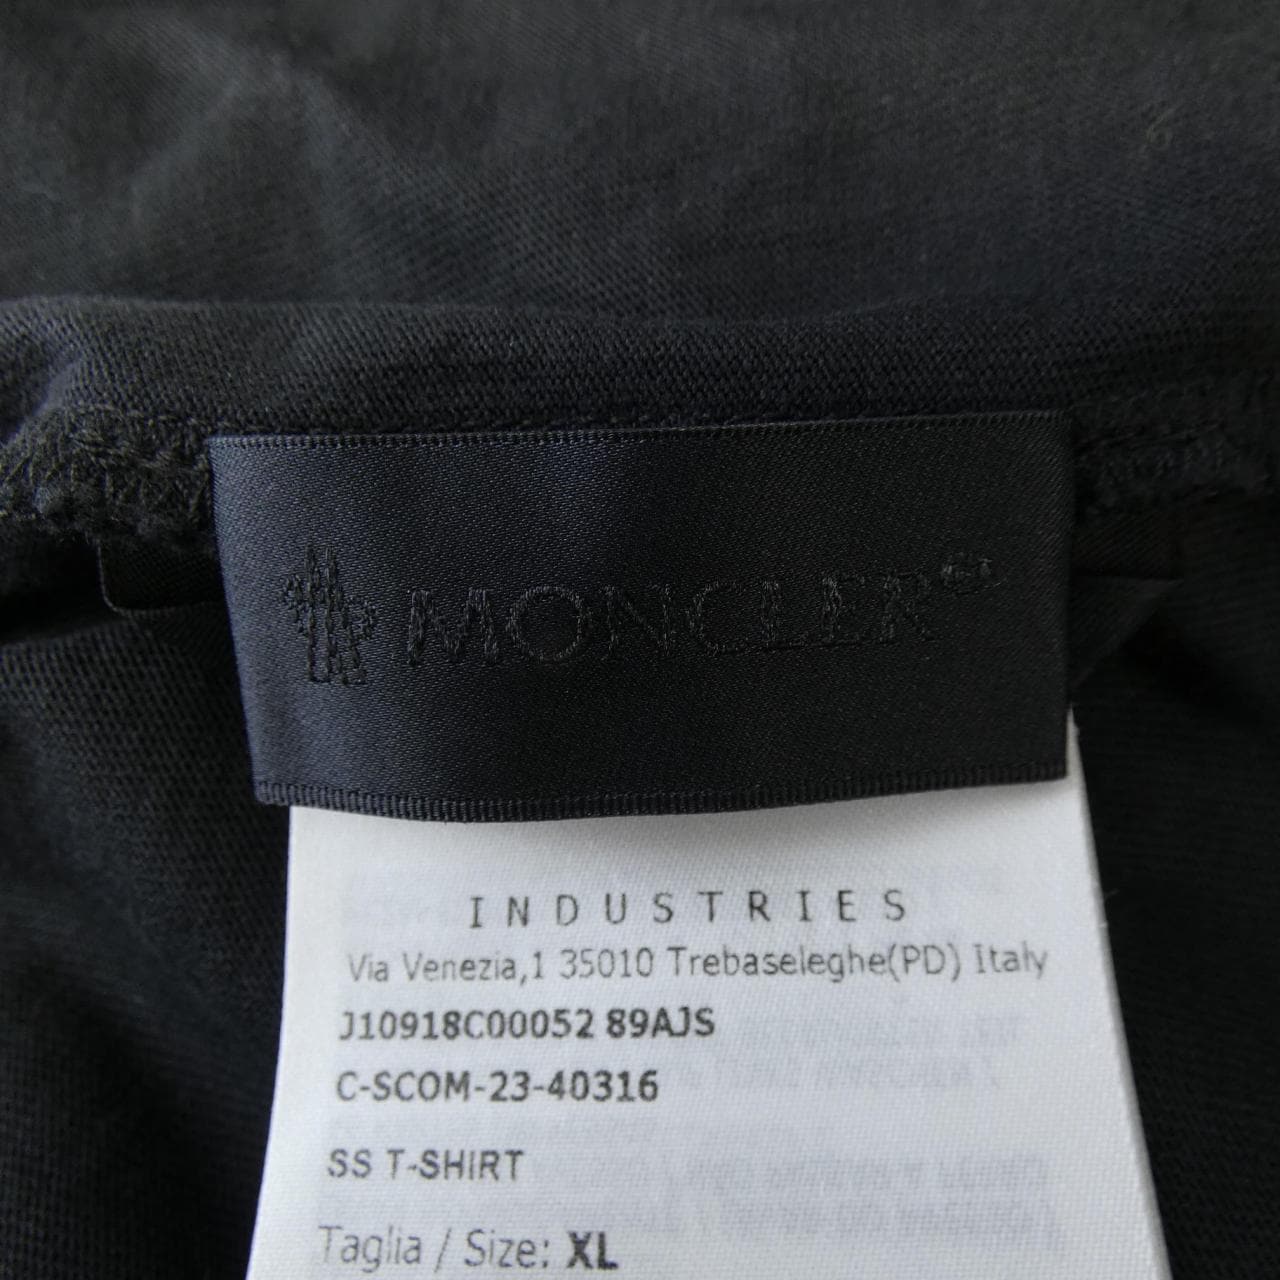 MONCLER
INDUSTRIES
Via Venezia,1 35010 Trebaseleghe(PD) Italy
J10918C00052 89AJS
C-SCOM-23-40316
SS T-SHIRT
Taglia / Size: XL